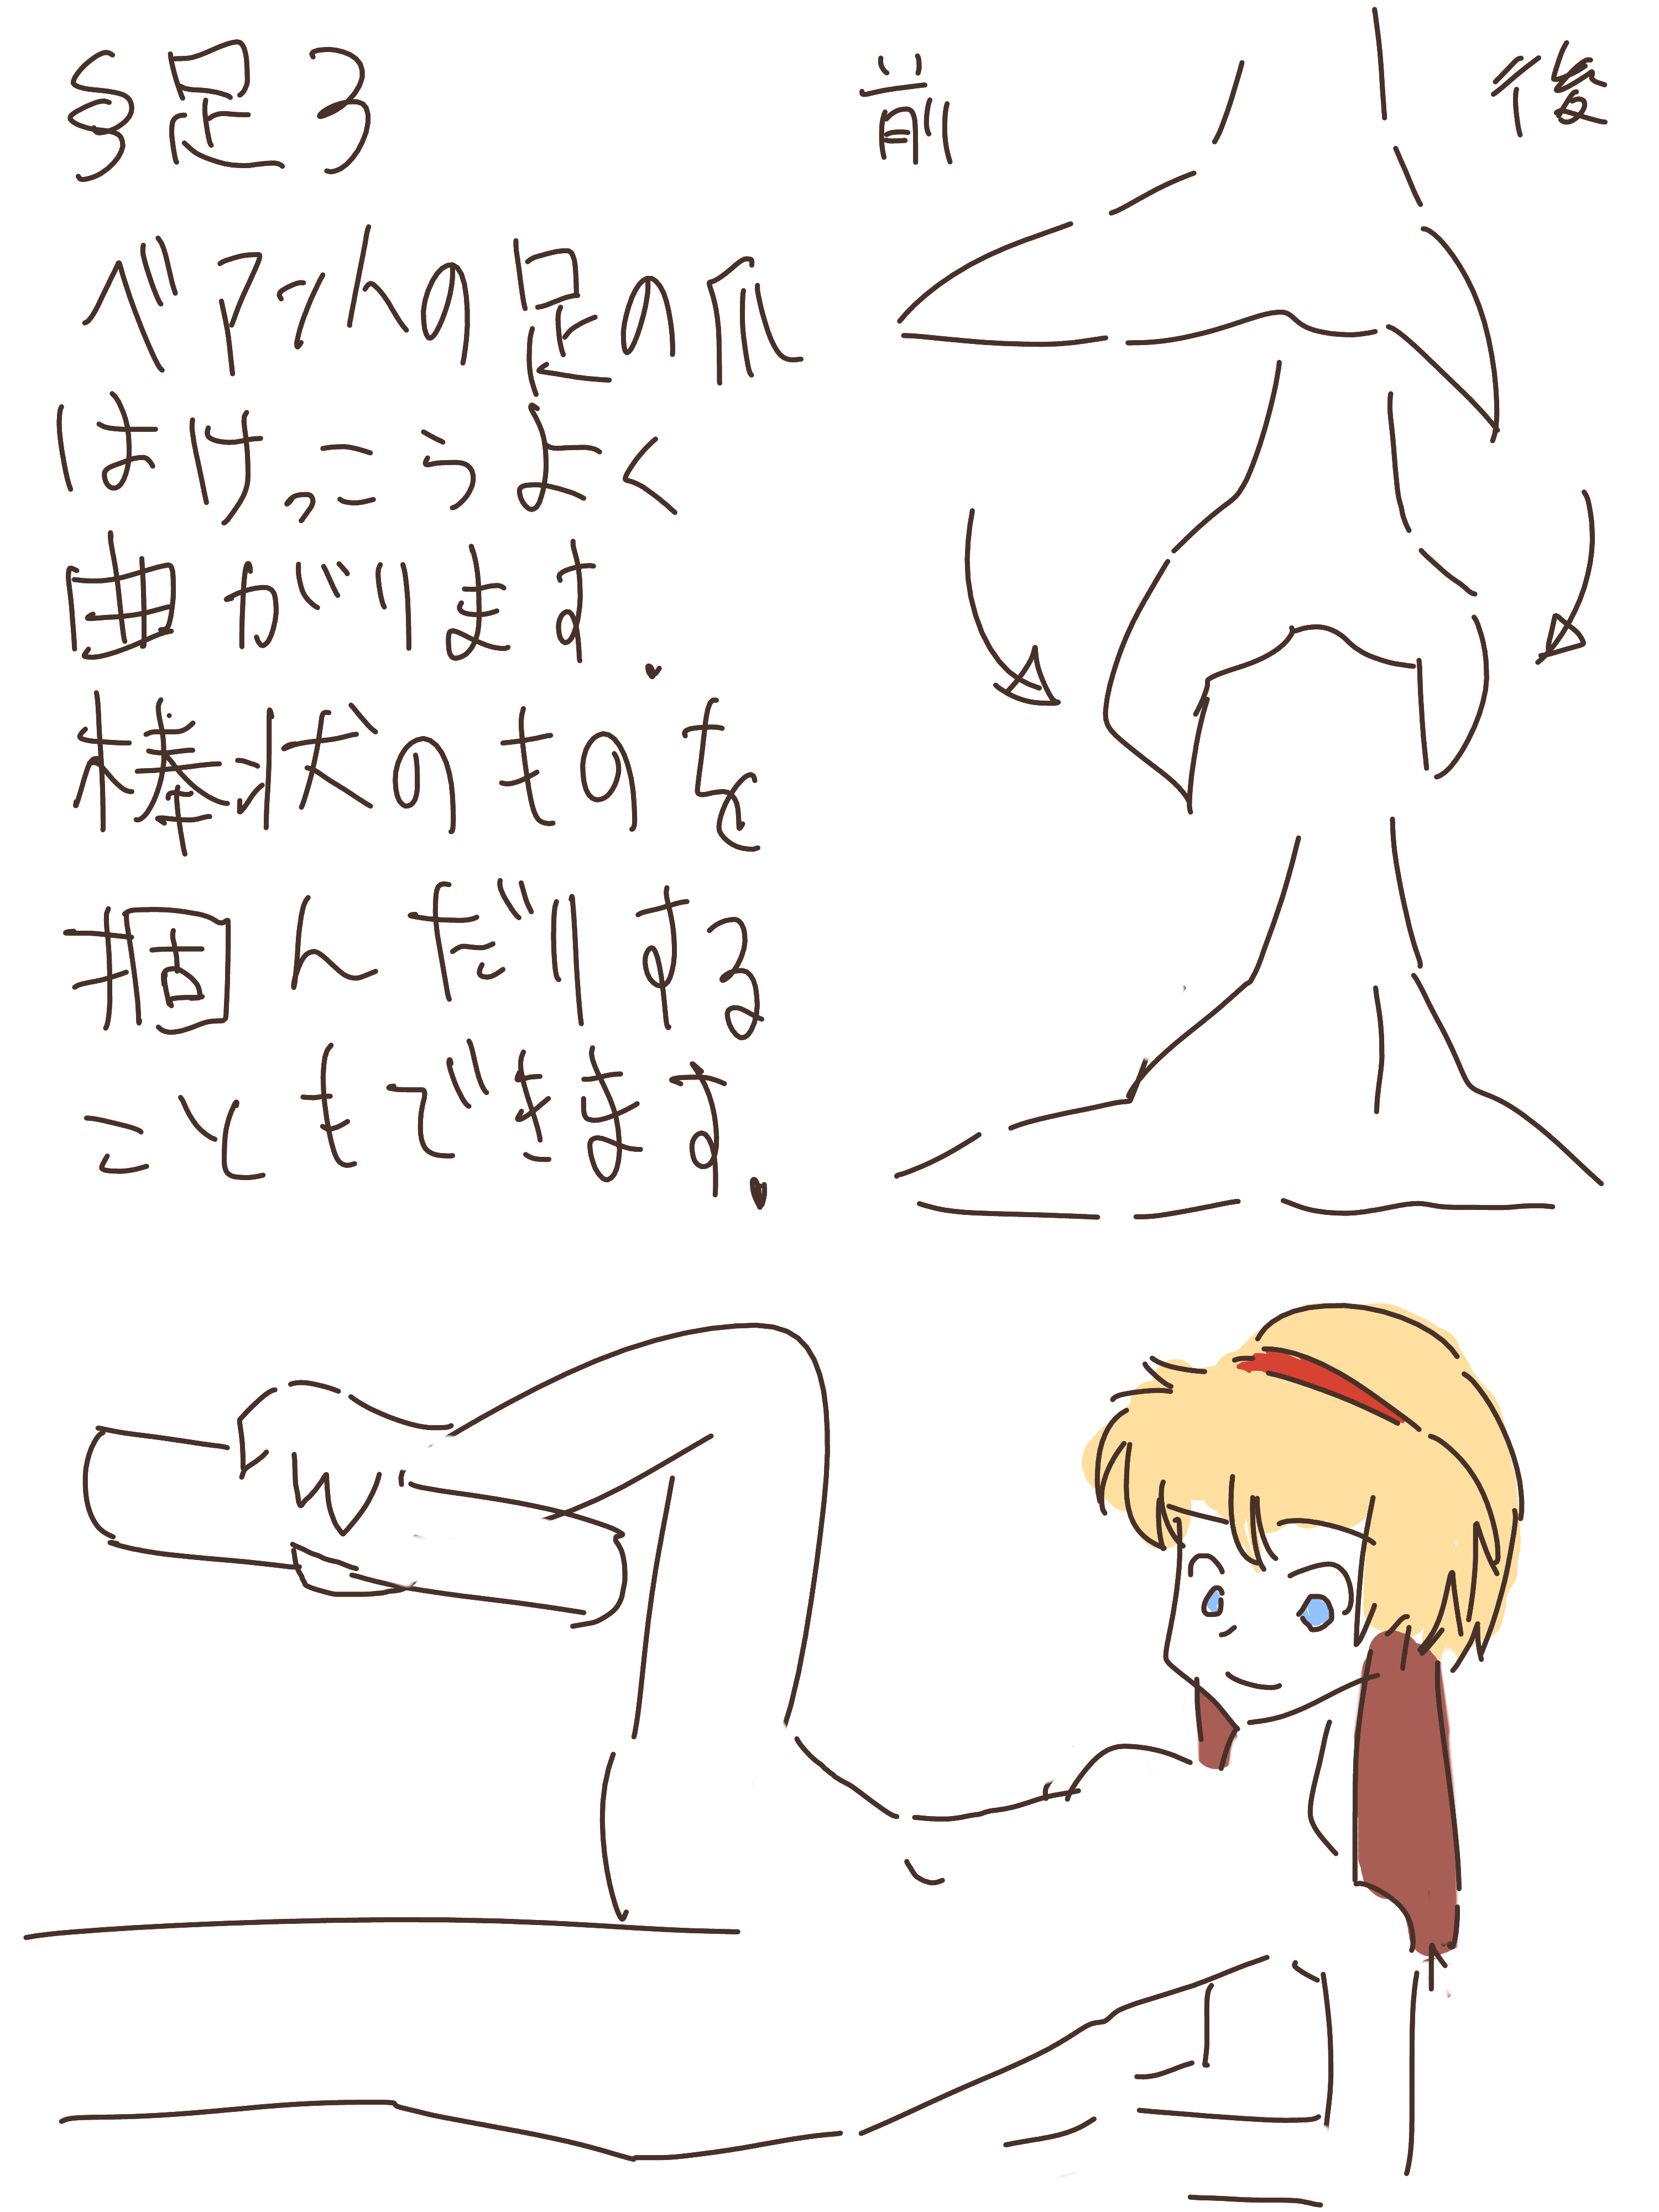 多足3
ベアさんの足の爪
はけっこうよく
曲がります。
棒状のものを
掴んだりする
こともできます。
前
後